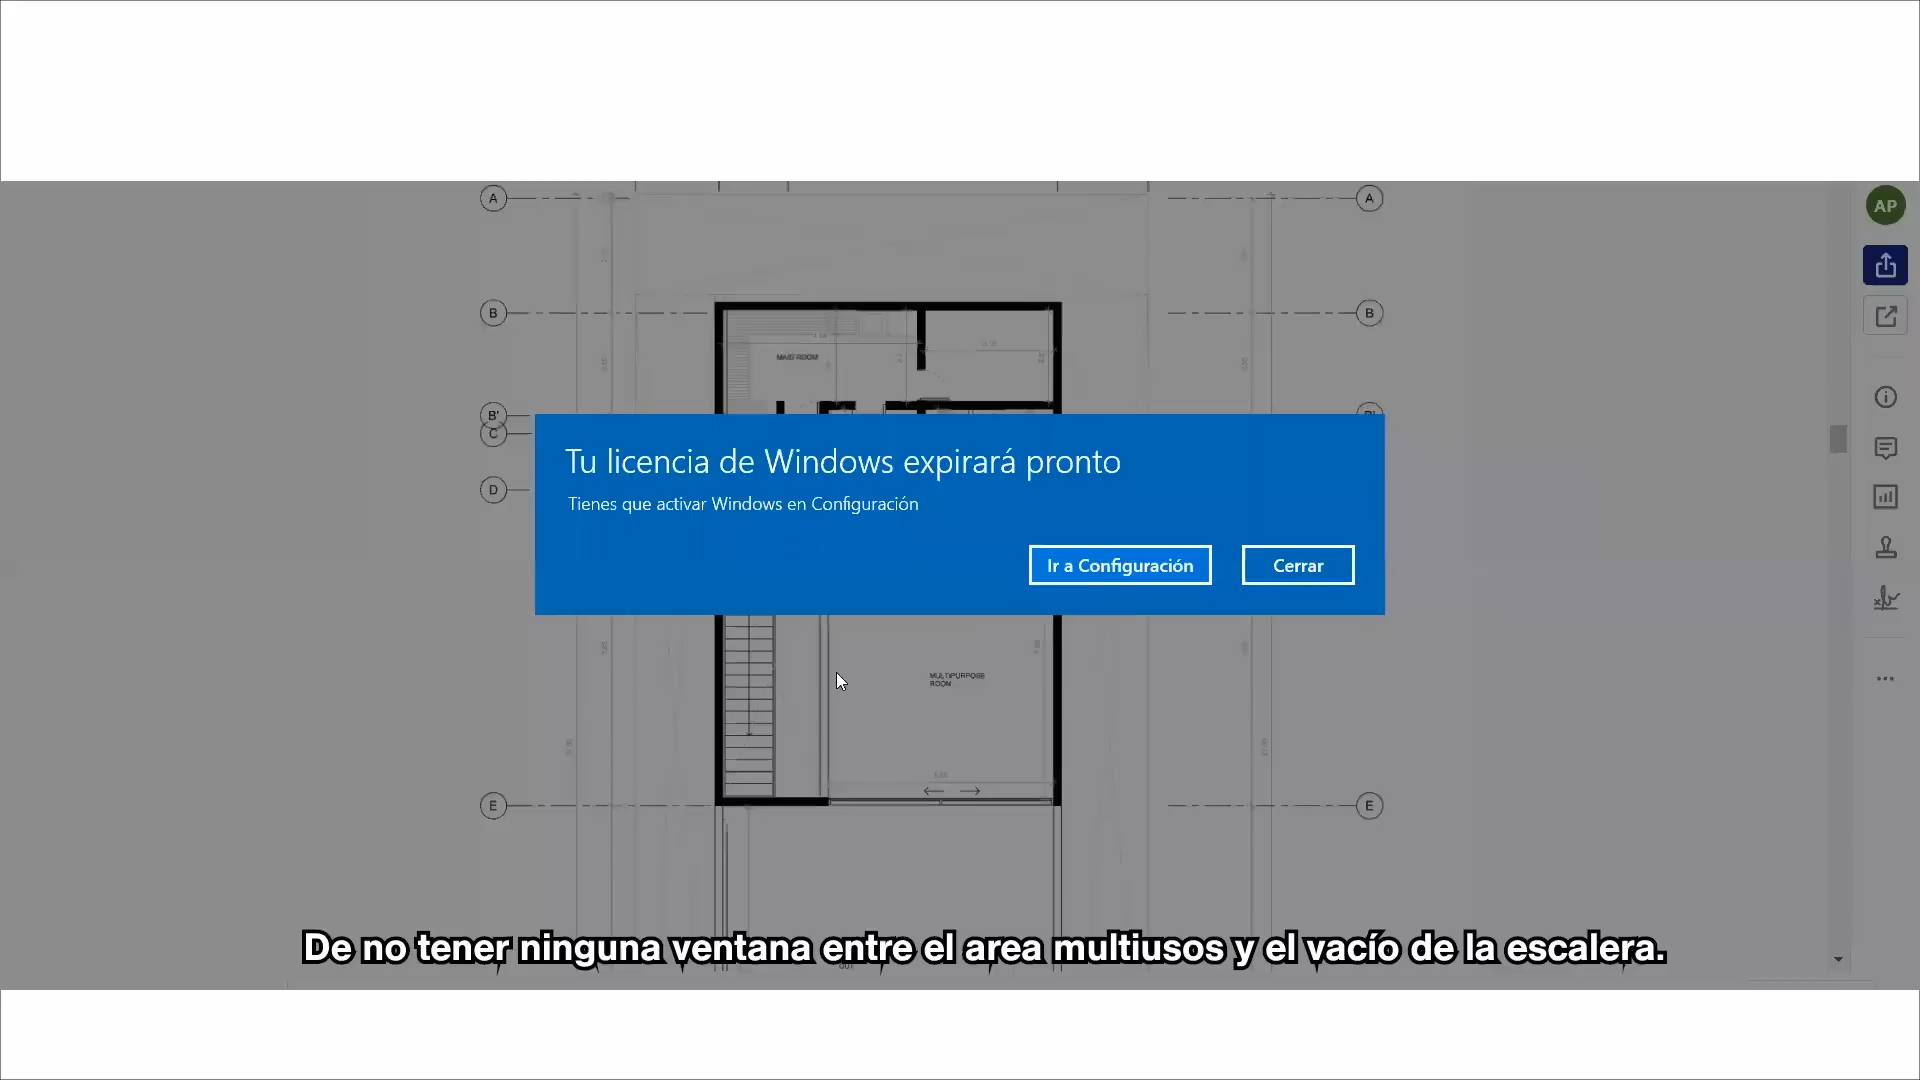 A
A
AP
B
B
MAID ROOM
B'
C
D
Tu licencia de Windows expirará pronto
Tienes que activar Windows en Configuración
Ir a Configuración
Cerrar
MULTIPURPOSE
ROOM
E
E
De no tener ninguna ventana entre el area multiusos y el vacío de la escalera.